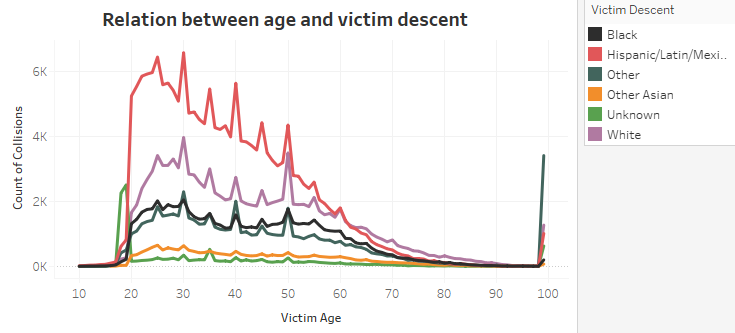 Relation between age and victim descent
Count of Collisions
6K
4K
2K
0K
10 20 30 40 50 60 70 80 90 100
Victim Age
Victim Descent
Black
Hispanic/Latin/Mexi..
Other
Other Asian
Unknown
White